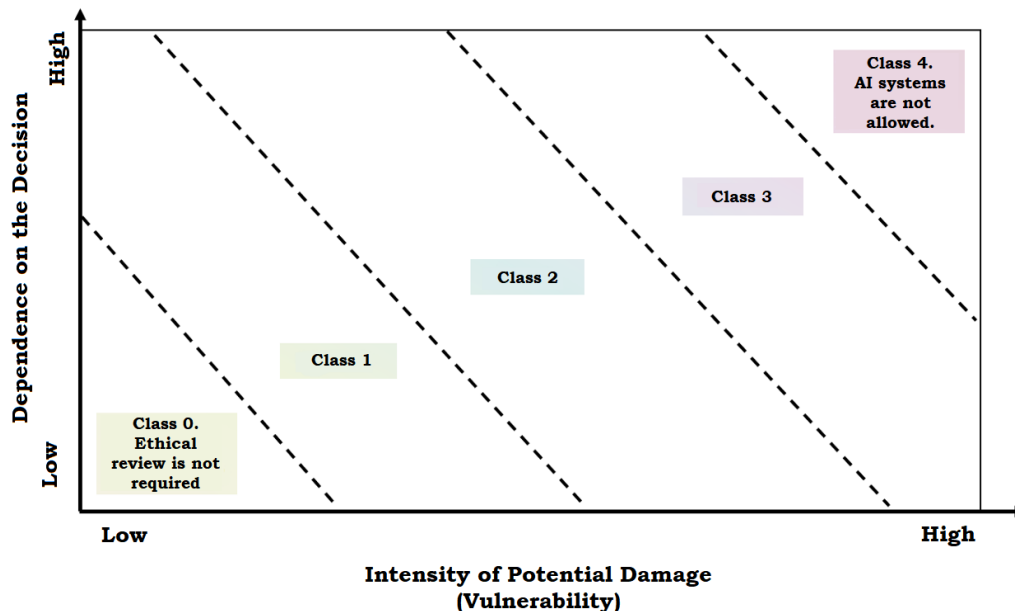 High
Dependence on the Decision
Low
Class 4.
AI systems
are not
allowed.
Class 3
Class 2
Class 1
Class 0.
Ethical
review is not
required
Low
High
Intensity of Potential Damage
(Vulnerability)